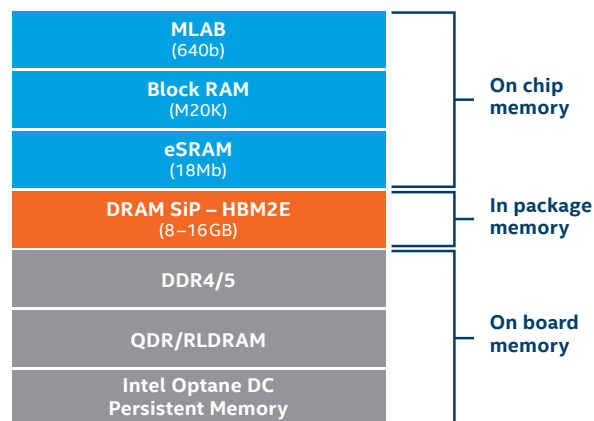 MLAB
(640b)
Block RAM
(M20K)
eSRAM
(18Mb)
On chip
memory
DRAM SiP – HBM2E
(8–16GB)
In package
memory
DDR4/5
QDR/RLDRAM
Intel Optane DC
Persistent Memory
On board
memory